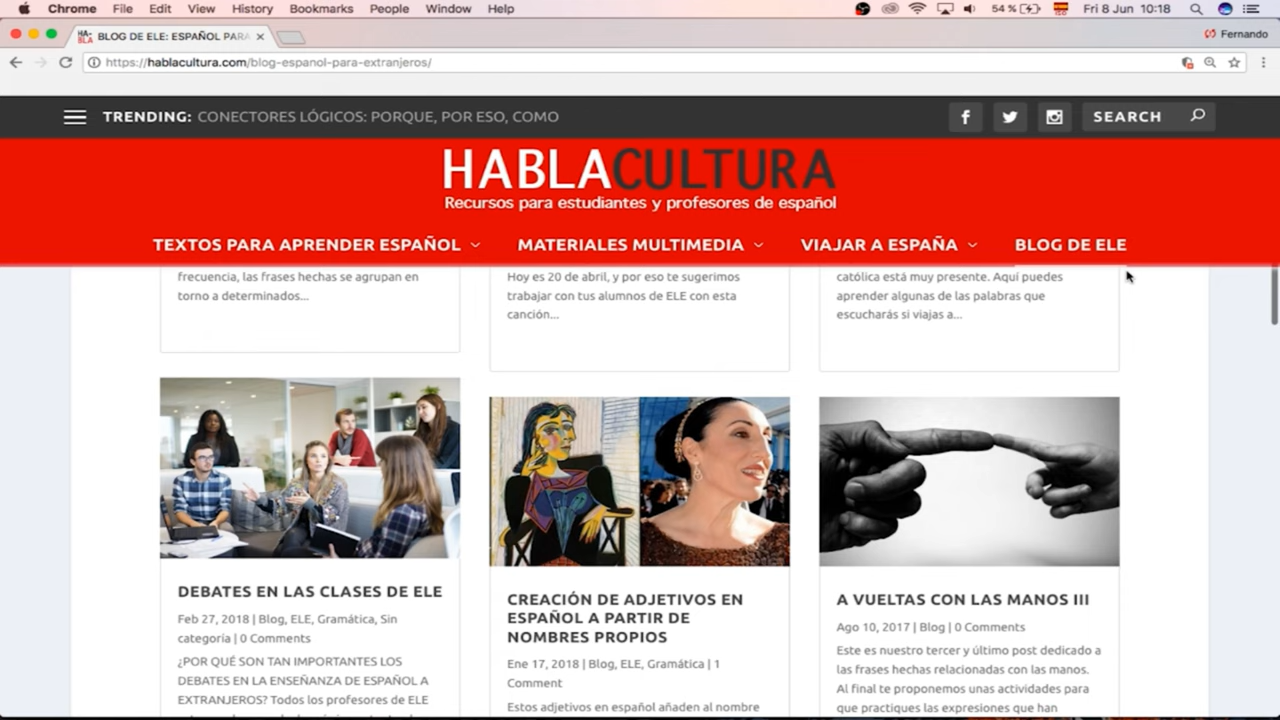 Chrome File Edit View History Bookmarks People Window Help 54 % Fri 8 Jun 10:18
HA-
BLA
BLOG DE ELE: ESPAÑOL PARA
Fernando
https://hablacultura.com/blog-espanol-para-extranjeros/
TRENDING: CONECTORES LÓGICOS: PORQUE, POR ESO, COMO
SEARCH
HABLACULTURA
Recursos para estudiantes y profesores de español
TEXTOS PARA APRENDER ESPAÑOL
MATERIALES MULTIMEDIA
VIAJAR A ESPAÑA
BLOG DE ELE
frecuencia, las frases hechas se agrupan en
torno a determinados...
Hoy es 20 de abril, y por eso te sugerimos
trabajar con tus alumnos de ELE con esta
canción...
católica está muy presente. Aquí puedes
aprender algunas de las palabras que
escucharás si viajas a...
DEBATES EN LAS CLASES DE ELE
Feb 27, 2018 | Blog, ELE, Gramática, Sin
categoría | 0 Comments
¿POR QUÉ SON TAN IMPORTANTES LOS
DEBATES EN LA ENSEÑANZA DE ESPAÑOL A
EXTRANJEROS? Todos los profesores de ELE
CREACIÓN DE ADJETIVOS EN
ESPAÑOL A PARTIR DE
NOMBRES PROPIOS
Ene 17, 2018 | Blog, ELE, Gramática | 1
Comment
Estos adjetivos en español añaden al nombre
A VUELTAS CON LAS MANOS III
Ago 10, 2017 | Blog | 0 Comments
Este es nuestro tercer y último post dedicado a
las frases hechas relacionadas con las manos.
Al final te proponemos unas actividades para
que practiques las expresiones que han